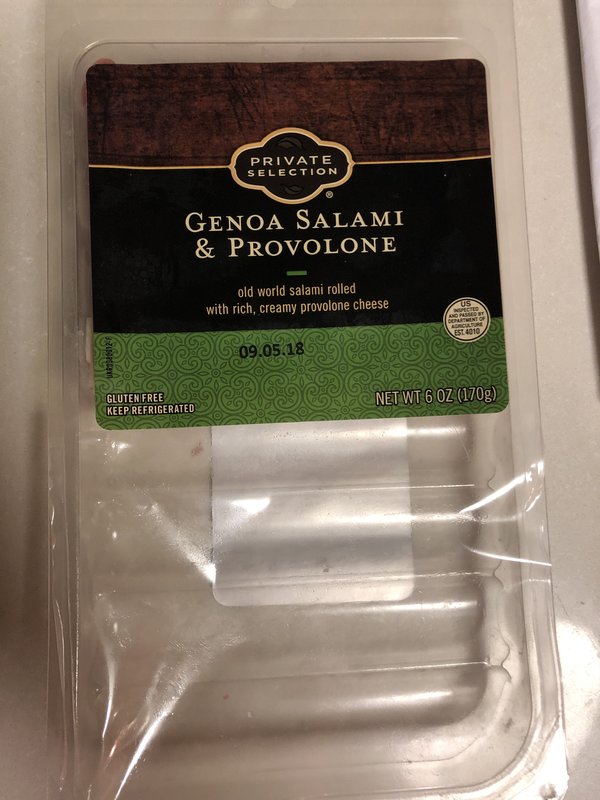 PRIVATE
SELECTION
®
GENOA SALAMI
& PROVOLONE
old world salami rolled
with rich, creamy provolone cheese
US
INSPECTED
AND PASSED BY
DEPARTMENT OF
AGRICULTURE
EST. 4010
09.05.18
GLUTEN FREE
KEEP REFRIGERATED
NET WT 6 OZ (170g)